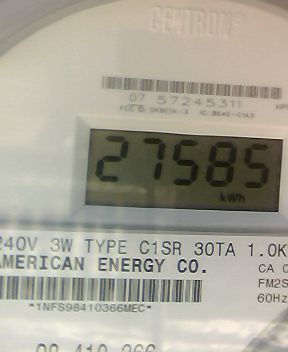 CENTRON®
07 57245311
27585
kWh
240V 3W TYPE C1SR 30TA 1.0K
AMERICAN ENERGY CO.
CA
FM2S
60Hz
*1NFS98410366MEC*